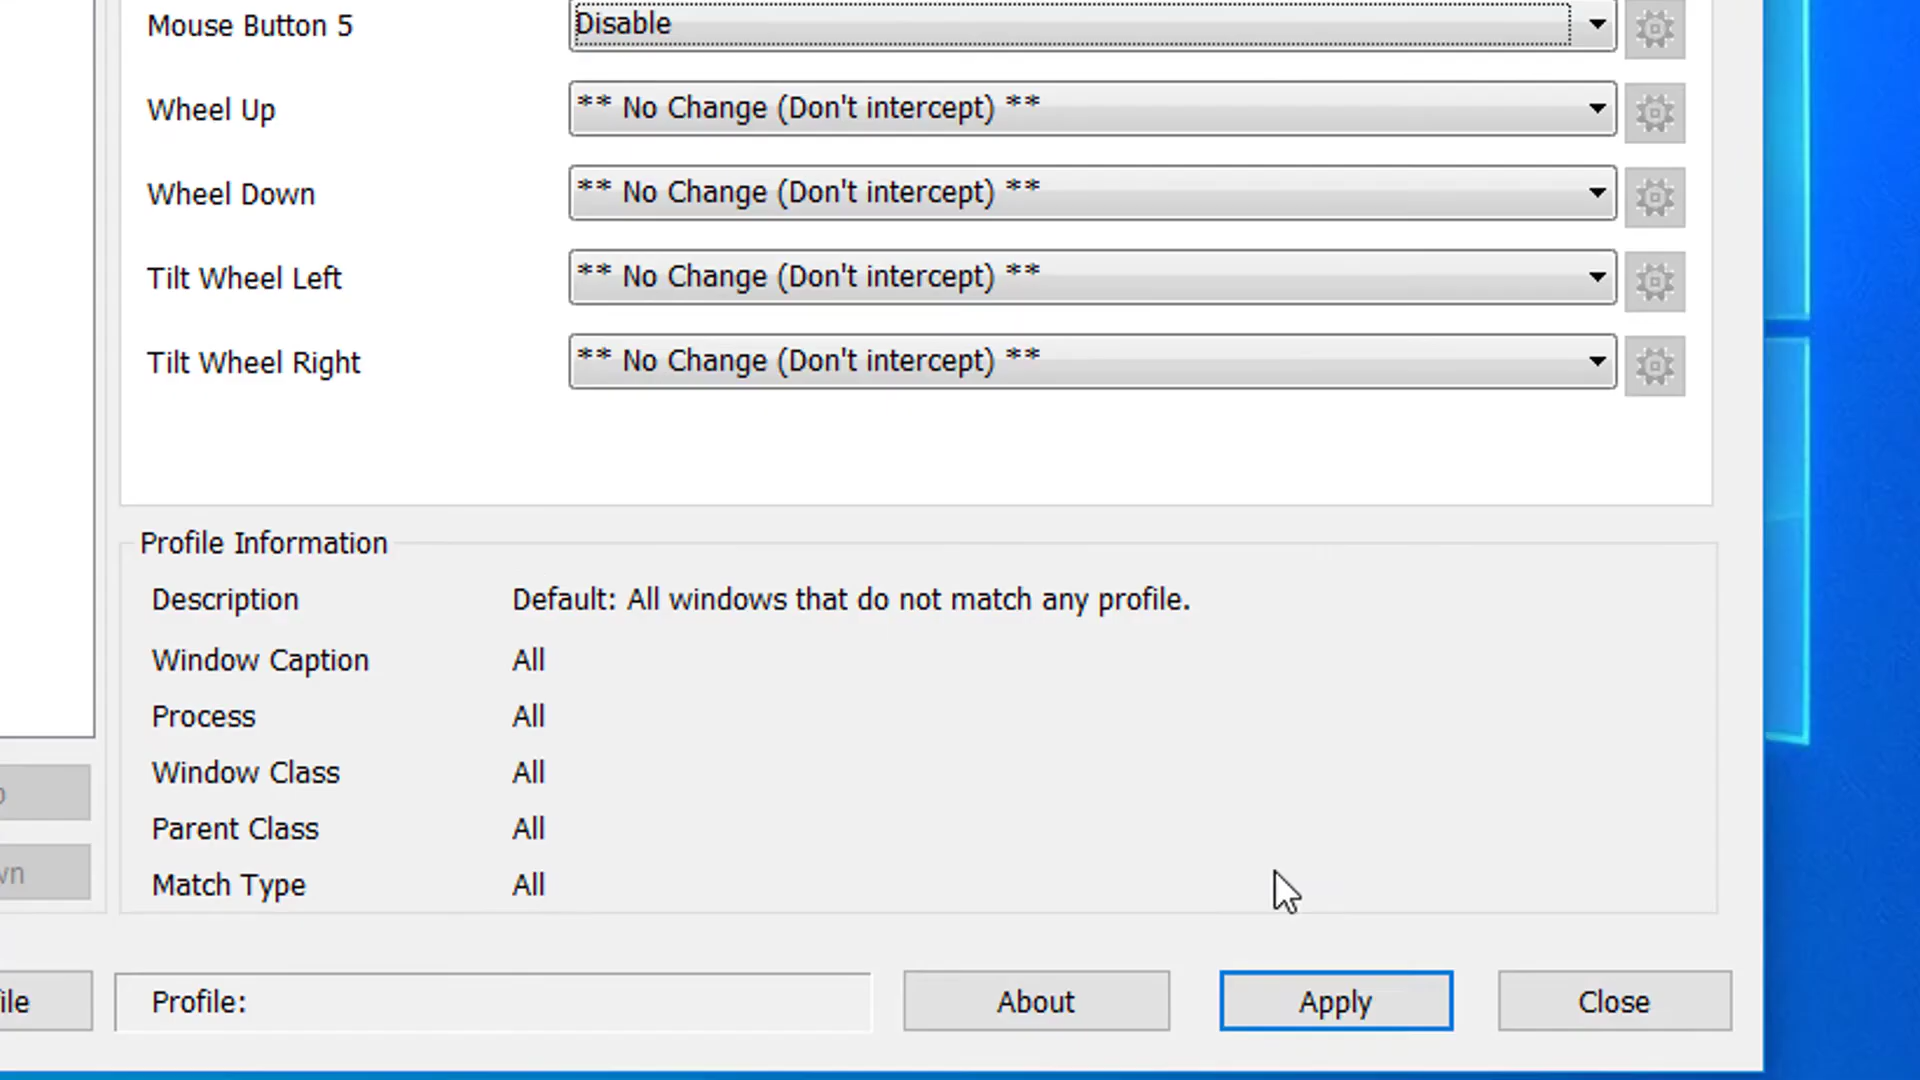 Mouse Button 5 Disable
Wheel Up ** No Change (Don't intercept) **
Wheel Down ** No Change (Don't intercept) **
Tilt Wheel Left ** No Change (Don't intercept) **
Tilt Wheel Right ** No Change (Don't intercept) **
Profile Information
Description Default: All windows that do not match any profile.
Window Caption All
Process All
Window Class All
Parent Class All
Match Type All
Profile: About Apply Close